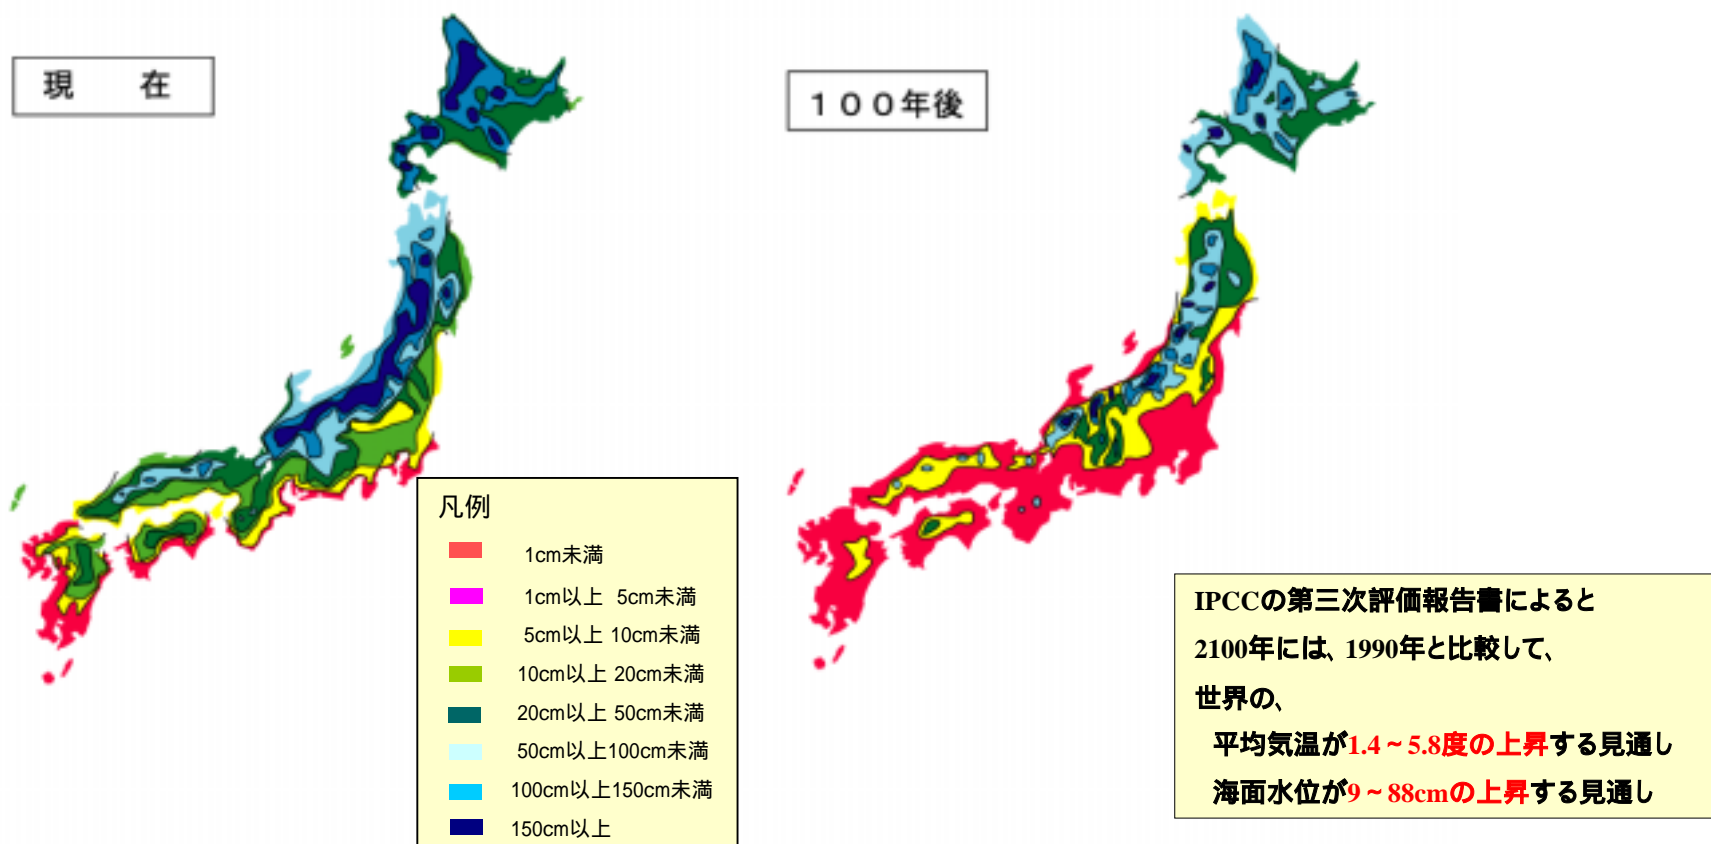 現　在
１００年後
凡例
1cm未満
1cm以上 5cm未満
5cm以上 10cm未満
10cm以上 20cm未満
20cm以上 50cm未満
50cm以上100cm未満
100cm以上150cm未満
150cm以上
IPCCの第三次評価報告書によると
2100年には、1990年と比較して、
世界の、
平均気温が1.4～5.8度の上昇する見通し
海面水位が9～88cmの上昇する見通し